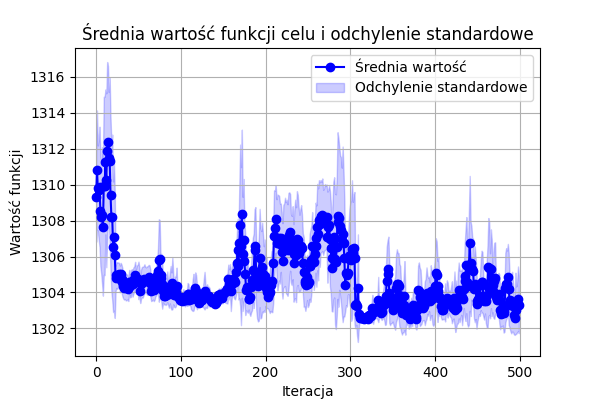 Średnia wartość funkcji celu i odchylenie standardowe
Średnia wartość
Odchylenie standardowe
Wartość funkcji
1316
1314
1312
1310
1308
1306
1304
1302
0 100 200 300 400 500
Iteracja